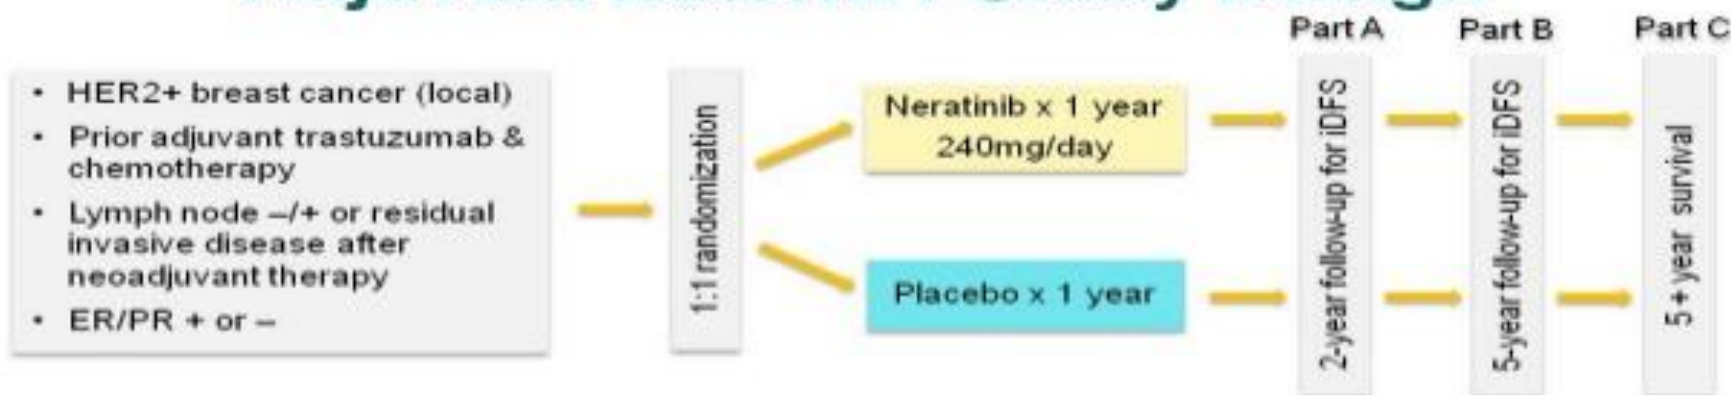 Part A
Part B
Part C
• HER2+ breast cancer (local)
• Prior adjuvant trastuzumab &
chemotherapy
• Lymph node –/+ or residual
invasive disease after
neoadjuvant therapy
• ER/PR + or –
1:1 randomization
Neratinib x 1 year
240mg/day
Placebo x 1 year
2-year follow-up for iDFS
5-year follow-up for iDFS
5+year survival